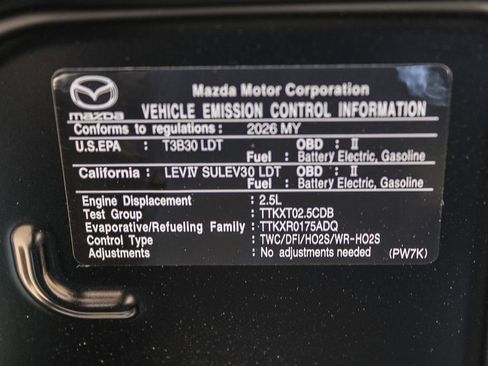 Mazda Motor Corporation
mazda VEHICLE EMISSION CONTROL INFORMATION
Conforms to regulations: 2026 MY
U.S.EPA : T3B30 LDT OBD : II
Fuel : Battery Electric, Gasoline
California : LEVIV SULEV30 LDT OBD : II
Fuel : Battery Electric, Gasoline
Engine Displacement : 2.5L
Test Group : TTKXT02.5CDB
Evaporative/Refueling Family : TTKXR0175ADQ
Control Type : TWC/DFI/HO2S/WR-HO2S
Adjustments : No adjustments needed (PW7K)